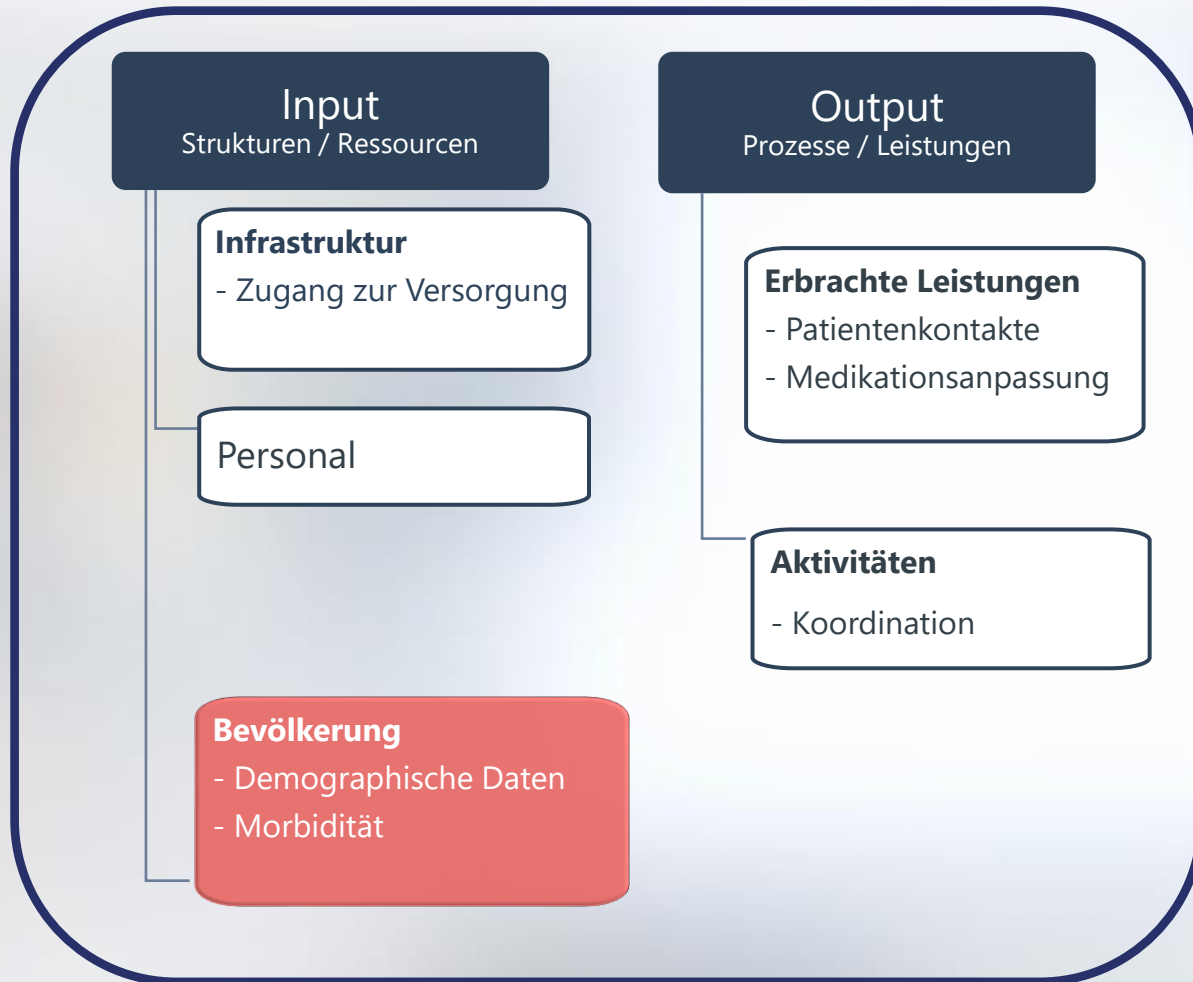 Input
Strukturen / Ressourcen
Infrastruktur
- Zugang zur Versorgung
Personal
Bevölkerung
- Demographische Daten
- Morbidität
Output
Prozesse / Leistungen
Erbrachte Leistungen
- Patientenkontakte
- Medikationsanpassung
Aktivitäten
- Koordination